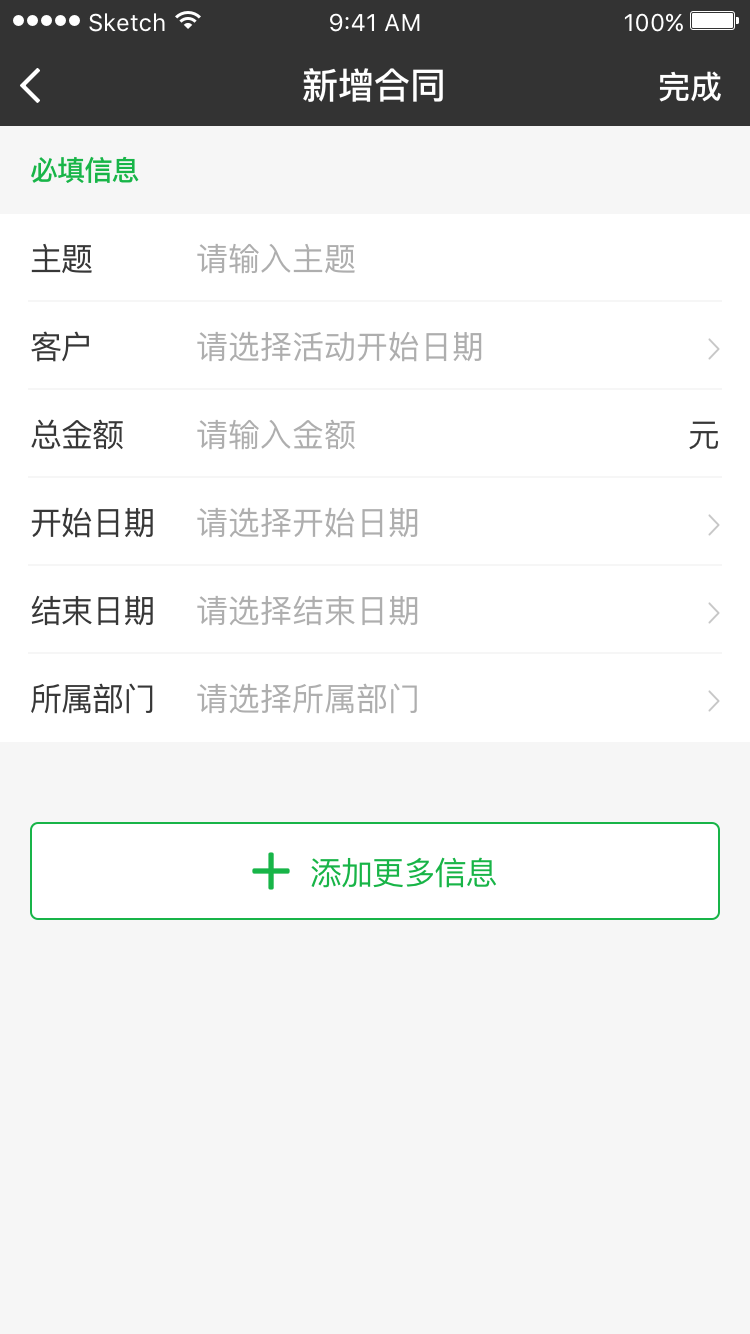 Sketch 9:41 AM 100%
新增合同 完成
必填信息
主题 请输入主题
客户 请选择活动开始日期
总金额 请输入金额 元
开始日期 请选择开始日期
结束日期 请选择结束日期
所属部门 请选择所属部门
添加更多信息